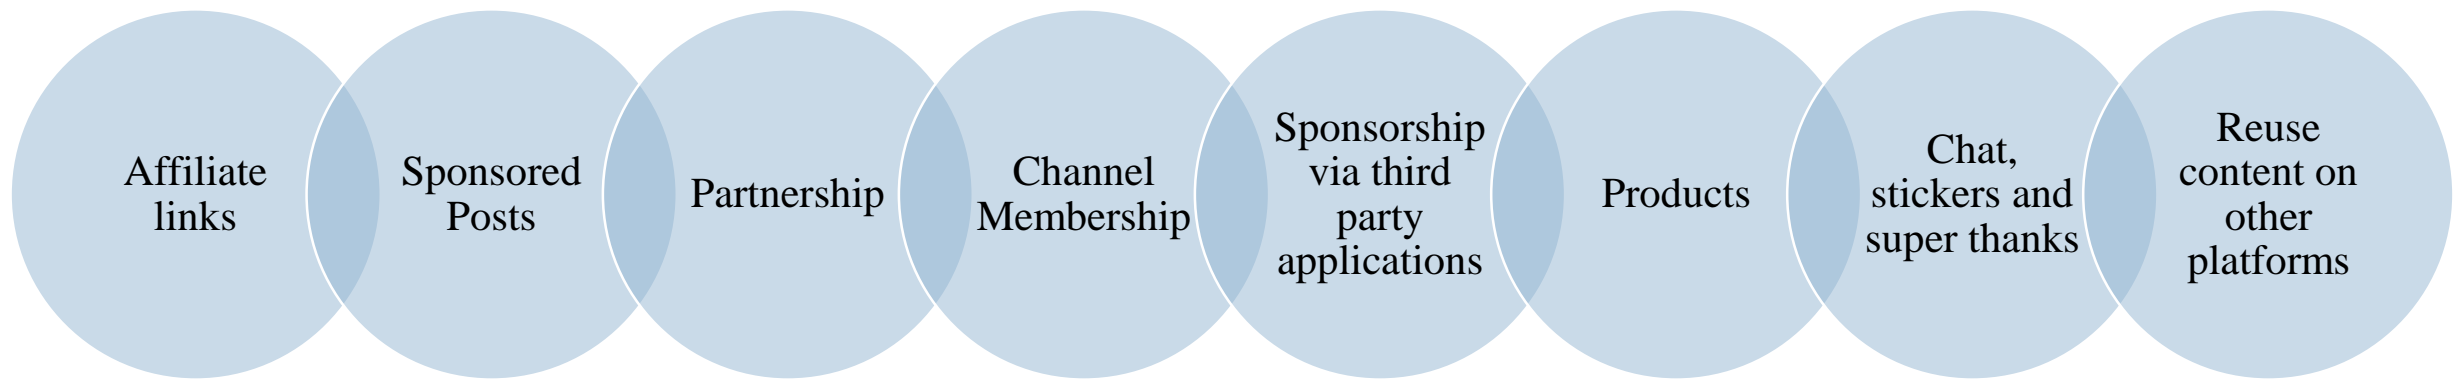 Affiliate
links
Sponsored
Posts
Partnership
Channel
Membership
Sponsorship
via third
party
applications
Products
Chat,
stickers and
super thanks
Reuse
content on
other
platforms